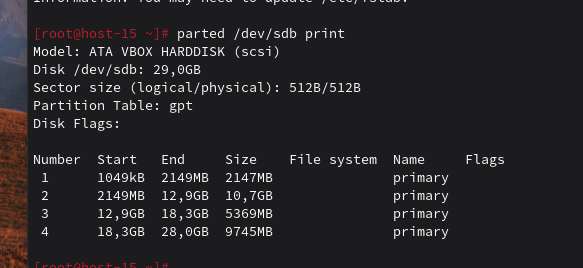 Information: You may need to update /etc/fstab.
[root@host-15 ~]# parted /dev/sdb print
Model: ATA VBOX HARDDISK (scsi)
Disk /dev/sdb: 29,0GB
Sector size (logical/physical): 512B/512B
Partition Table: gpt
Disk Flags:
Number Start End Size File system Name Flags
1 1049kB 2149MB 2147MB primary
2 2149MB 12,9GB 10,7GB primary
3 12,9GB 18,3GB 5369MB primary
4 18,3GB 28,0GB 9745MB primary
[root@host-15 ~]#